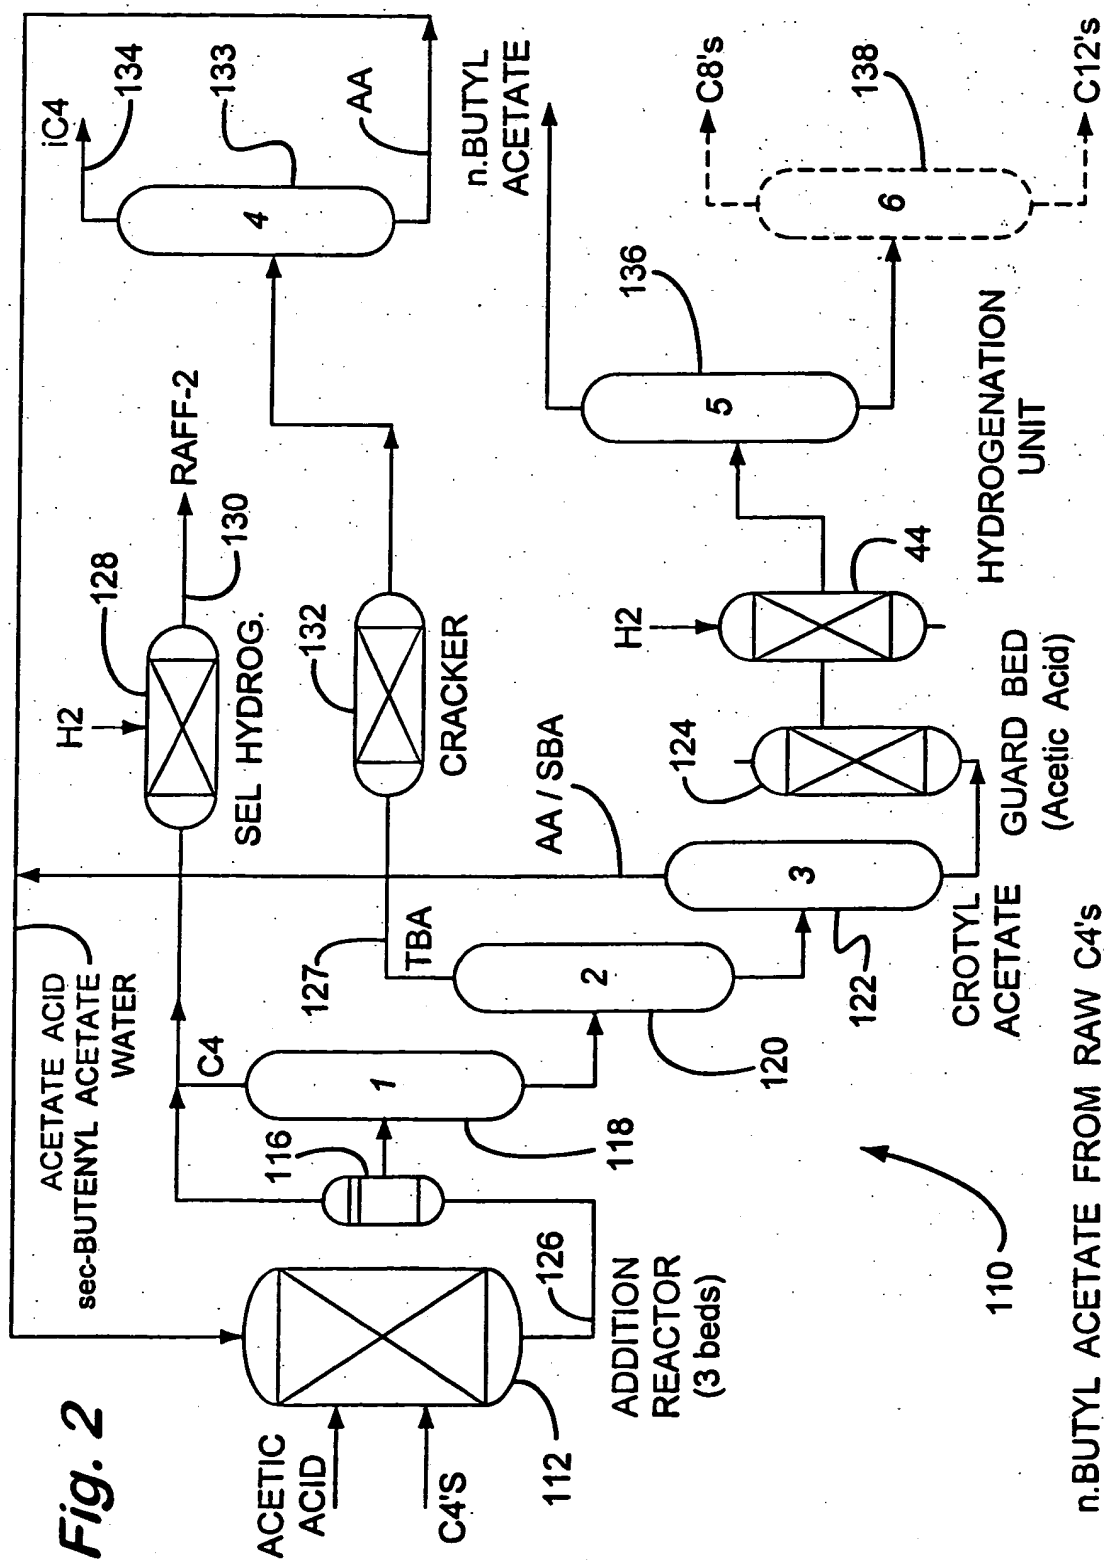 Fig. 2
ACETATE ACID
sec-BUTENYL ACETATE
WATER
iC4
134
133
4
AA
H2
128
SEL HYDROG.
RAFF-2
130
C4
127
TBA
132
CRACKER
n.BUTYL
ACETATE
ACETIC
ACID
C4'S
112
ADDITION
REACTOR
(3 beds)
126
116
1
118
2
120
AA / SBA
3
122
CROTYL
ACETATE
124
GUARD BED
(Acetic Acid)
H2
44
HYDROGENATION
UNIT
136
5
C8's
6
138
C12's
110
n.BUTYL ACETATE FROM RAW C4's